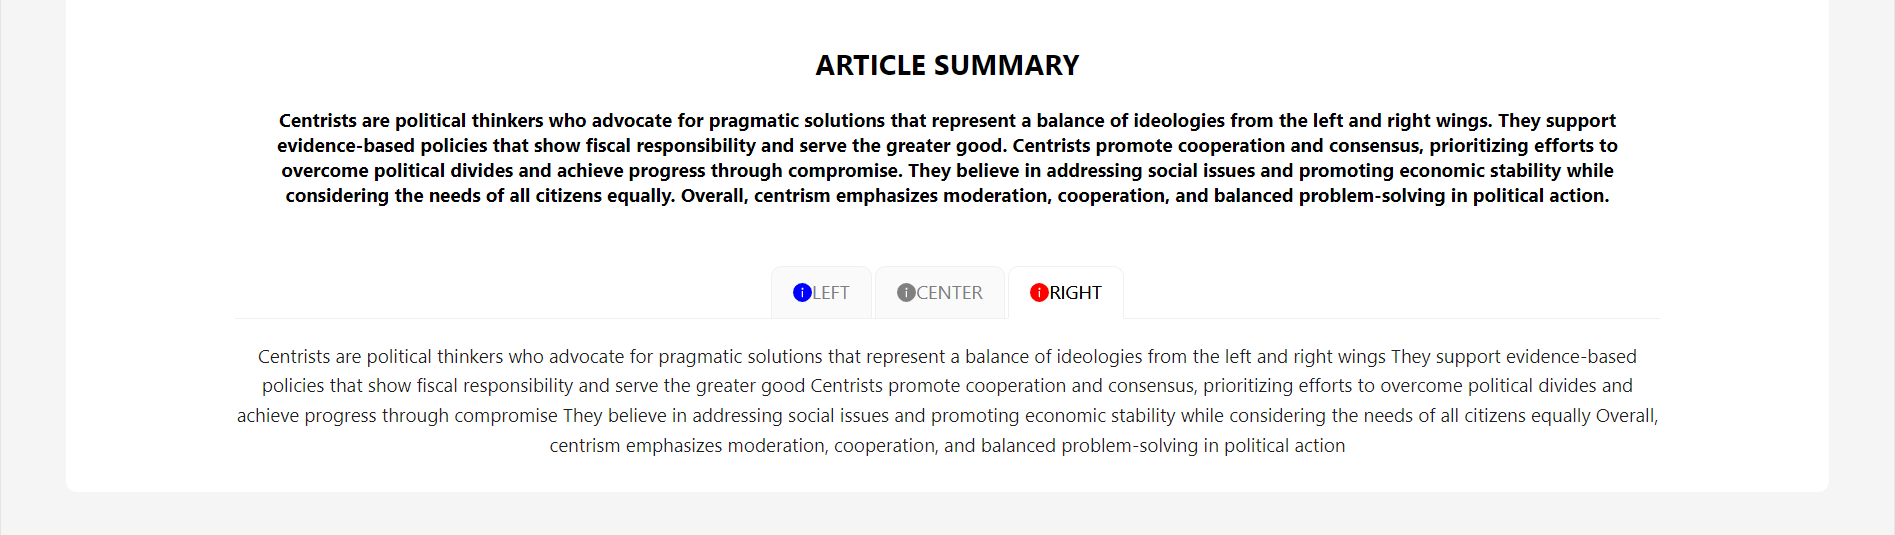 ARTICLE SUMMARY
Centrists are political thinkers who advocate for pragmatic solutions that represent a balance of ideologies from the left and right wings. They support
evidence-based policies that show fiscal responsibility and serve the greater good. Centrists promote cooperation and consensus, prioritizing efforts to
overcome political divides and achieve progress through compromise. They believe in addressing social issues and promoting economic stability while
considering the needs of all citizens equally. Overall, centrism emphasizes moderation, cooperation, and balanced problem-solving in political action.
LEFT CENTER RIGHT
Centrists are political thinkers who advocate for pragmatic solutions that represent a balance of ideologies from the left and right wings They support evidence-based
policies that show fiscal responsibility and serve the greater good Centrists promote cooperation and consensus, prioritizing efforts to overcome political divides and
achieve progress through compromise They believe in addressing social issues and promoting economic stability while considering the needs of all citizens equally Overall,
centrism emphasizes moderation, cooperation, and balanced problem-solving in political action